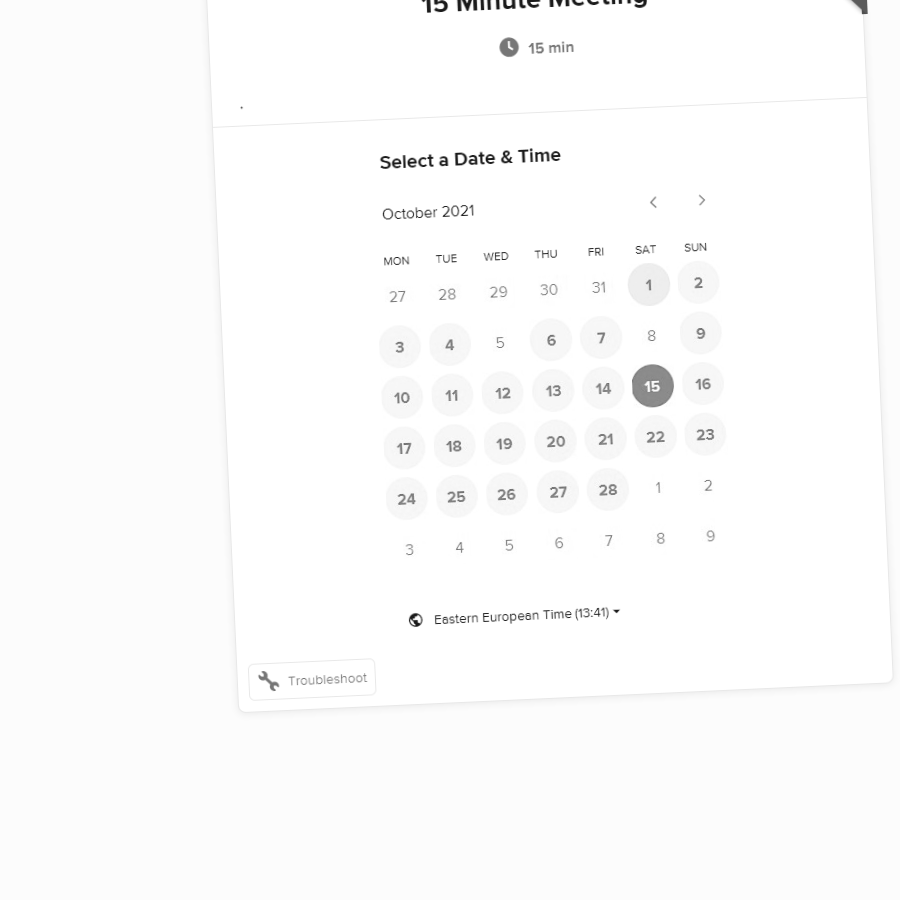 15 Minute Meeting
15 min
.
Select a Date & Time
October 2021
MON TUE WED THU FRI SAT SUN
27 28 29 30 31 1 2
3 4 5 6 7 8 9
10 11 12 13 14 15 16
17 18 19 20 21 22 23
24 25 26 27 28 1 2
3 4 5 6 7 8 9
Eastern European Time (13:41)
Troubleshoot